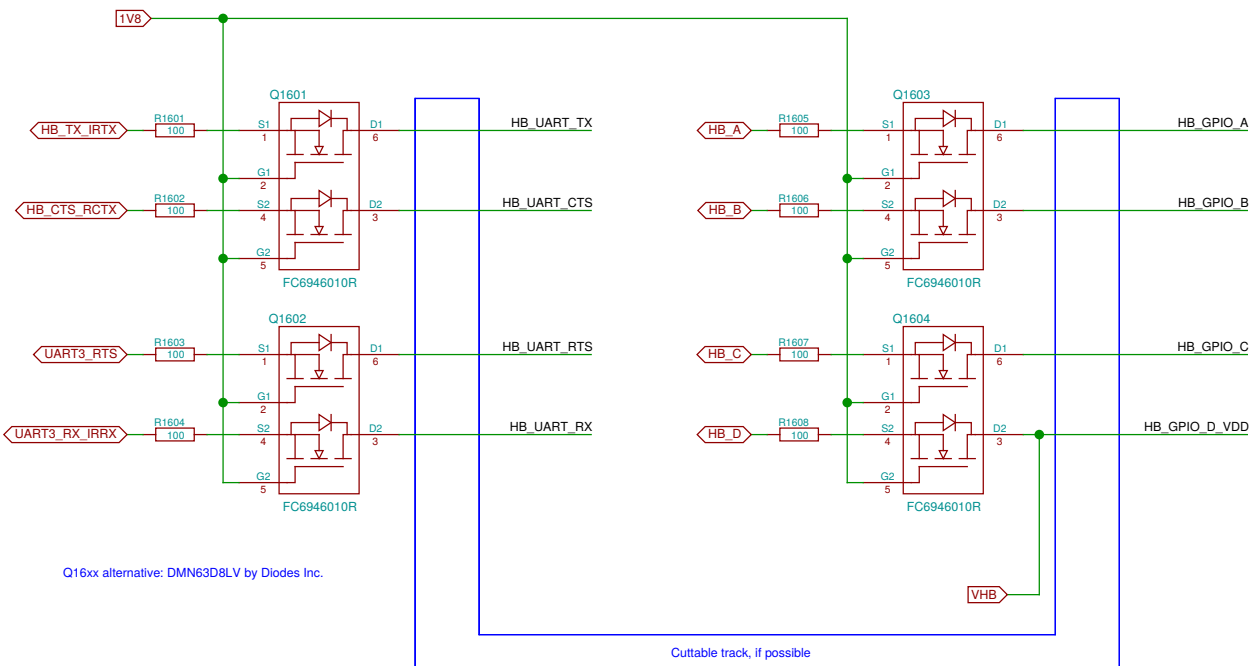 1V8
Q1601
HB_TX_IRTX
R1601
100
S1
1
D1
6
HB_UART_TX
G1
2
HB_CTS_RCTX
R1602
100
S2
4
D2
3
HB_UART_CTS
G2
5
FC6946010R
Q1602
UART3_RTS
R1603
100
S1
1
D1
6
HB_UART_RTS
G1
2
UART3_RX_IRRX
R1604
100
S2
4
D2
3
HB_UART_RX
G2
5
FC6946010R
Q1603
HB_A
R1605
100
S1
1
D1
6
HB_GPIO_A
G1
2
HB_B
R1606
100
S2
4
D2
3
HB_GPIO_B
G2
5
FC6946010R
Q1604
HB_C
R1607
100
S1
1
D1
6
HB_GPIO_C
G1
2
HB_D
R1608
100
S2
4
D2
3
HB_GPIO_D_VDD
G2
5
FC6946010R
Q16xx alternative: DMN63D8LV by Diodes Inc.
VHB
Cuttable track, if possible